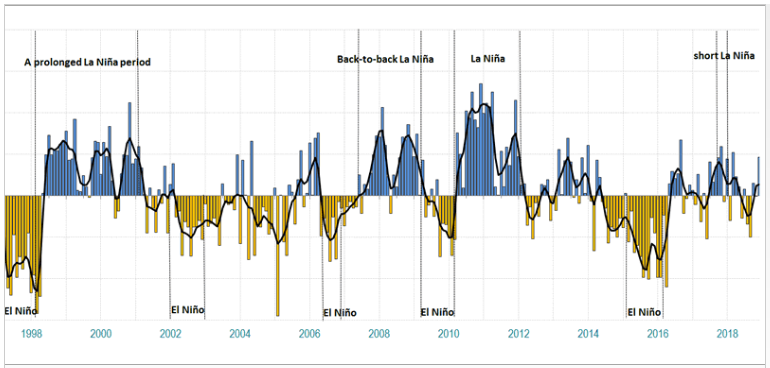 short La Niña
A prolonged La Niña period
Back-to-back La Niña
La Niña
El Niño
El Niño
El Niño
El Niño
El Niño
1998 2000 2002 2004 2006 2008 2010 2012 2014 2016 2018